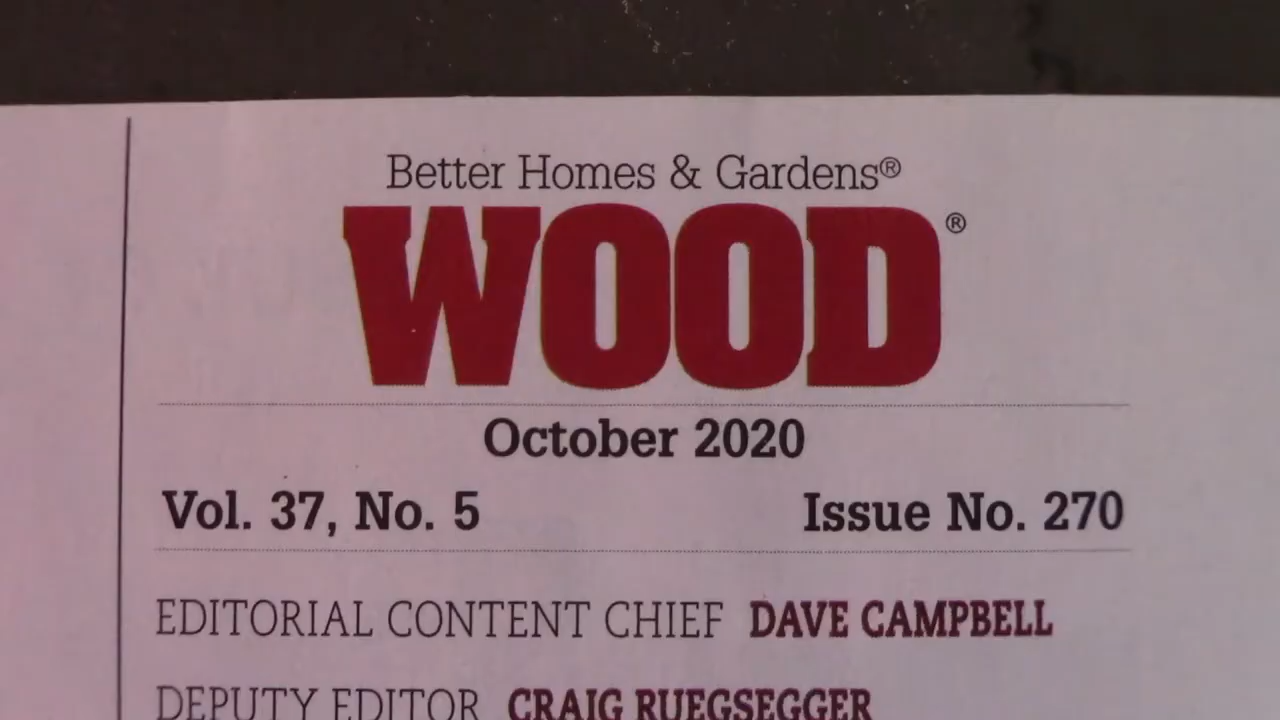 Better Homes & Gardens®
WOOD®
October 2020
Vol. 37, No. 5 Issue No. 270
EDITORIAL CONTENT CHIEF DAVE CAMPBELL
DEPUTY EDITOR CRAIG RUEGSEGGER